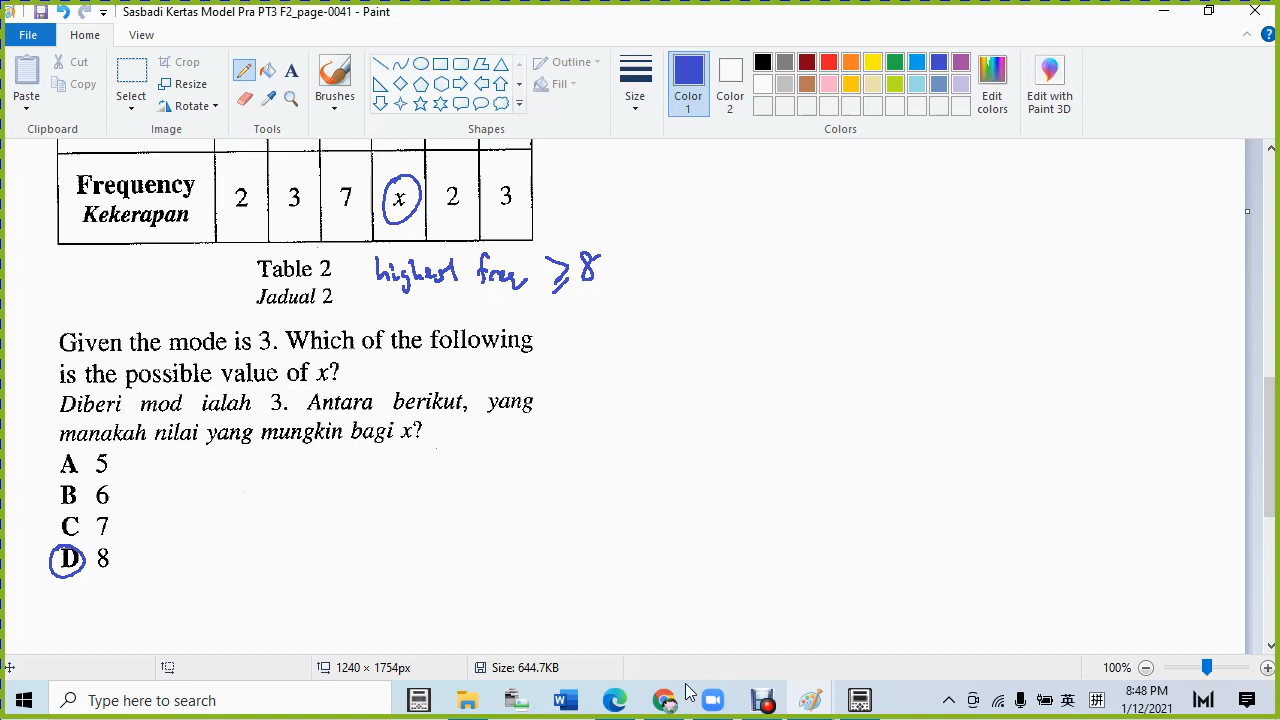 Sasbadi Kertas Model Pra PT3 F2_page-0041 - Paint
File Home View
Paste Cut Copy Clipboard
Select Crop Resize Rotate Image
Tools
Brushes
Outline Fill Shapes
Size
Color 1 Color 2
Edit colors
Colors
Edit with Paint 3D
Frequency 2 3 7 x 2 3
Kekerapan
Table 2 highest freq ≥ 8
Jadual 2
Given the mode is 3. Which of the following
is the possible value of x?
Diberi mod ialah 3. Antara berikut, yang
manakah nilai yang mungkin bagi x?
A 5
B 6
C 7
D 8
1240 × 1754px Size: 644.7KB 100%
Type here to search
英 8:48 PM
1/12/2021